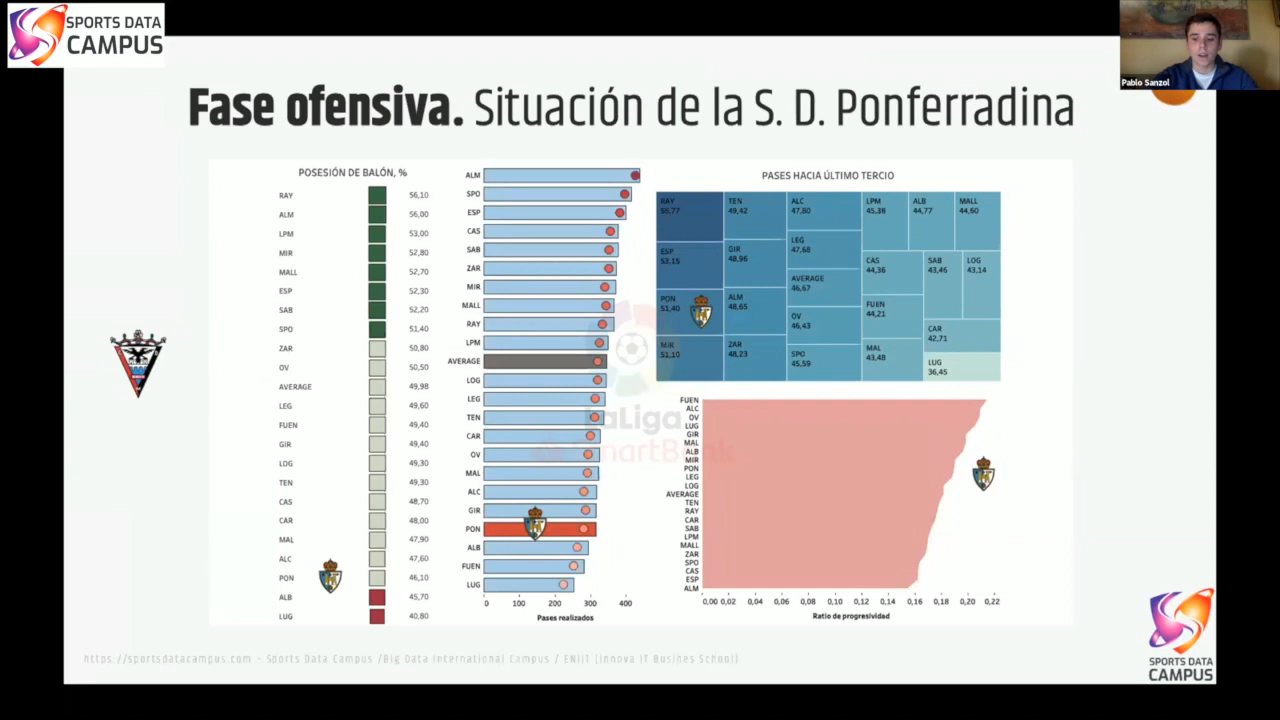 SPORTS DATA
CAMPUS
Pablo Sanzol
Fase ofensiva. Situación de la S. D. Ponferradina
POSESIÓN DE BALÓN, %
RAY 56,10
ALM 56,00
LPM 53,00
MIR 52,80
MALL 52,70
ESP 52,30
SAB 52,20
SPO 51,40
ZAR 50,80
OV 50,50
AVERAGE 49,98
LEG 49,60
FUEN 49,40
GIR 49,40
LOG 49,30
TEN 49,30
CAS 48,70
CAR 48,00
MAL 47,90
ALC 47,60
PON 46,10
ALB 45,70
LUG 40,80
ALM
SPO
ESP
CAS
SAB
ZAR
MIR
MALL
RAY
LPM
AVERAGE
LOG
LEG
TEN
CAR
OV
MAL
ALC
GIR
PON
ALB
FUEN
LUG
0 100 200 300 400
Pases realizados
PASES HACIA ÚLTIMO TERCIO
RAY
ESP
53,15
PON
51,40
MIR
51,10
TEN
49,42
GIR
48,96
ALM
48,65
ZAR
48,23
ALC
47,80
LEG
47,68
AVERAGE
46,67
OV
46,43
SPO
45,59
LPM
45,38
ALB
44,77
MALL
44,60
CAS
44,36
FUEN
44,21
MAL
43,48
SAB
43,46
LOG
43,14
CAR
42,71
LUG
36,45
FUEN
ALC
OV
LUG
GIR
MAL
ALB
MIR
PON
LEG
LOG
AVERAGE
TEN
RAY
CAR
SAB
LPM
MALL
ZAR
SPO
CAS
ESP
ALM
0,00 0,02 0,04 0,06 0,08 0,10 0,12 0,14 0,16 0,18 0,20 0,22
Ratio de progresividad
LaLiga
SmartBank
https://sportsdatacampus.com - Sports Data Campus /Big Data International Campus / ENIIT (Innova IT Busines School)
SPORTS DATA
CAMPUS